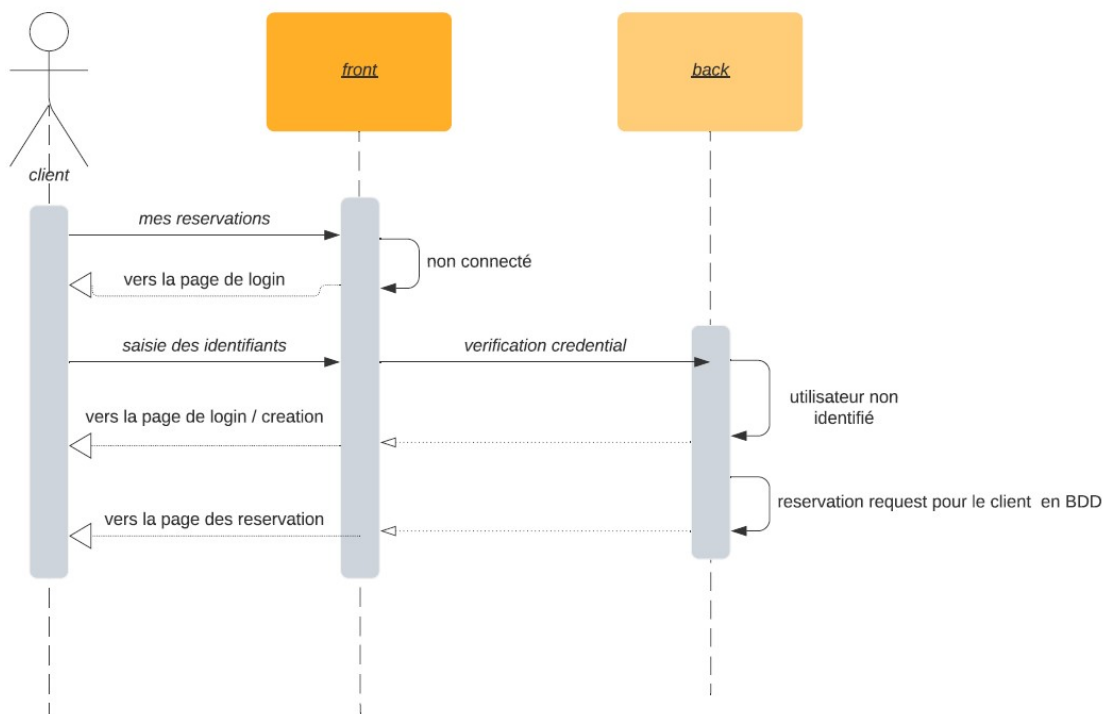 front
back
client
mes reservations
non connecté
vers la page de login
saisie des identifiants
verification credential
utilisateur non
identifié
vers la page de login / creation
reservation request pour le client en BDD
vers la page des reservation